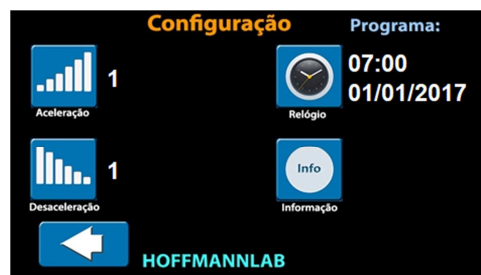 Configuração
Programa:
1
Aceleração
07:00
01/01/2017
Relógio
1
Desaceleração
Info
Informação
HOFFMANNLAB